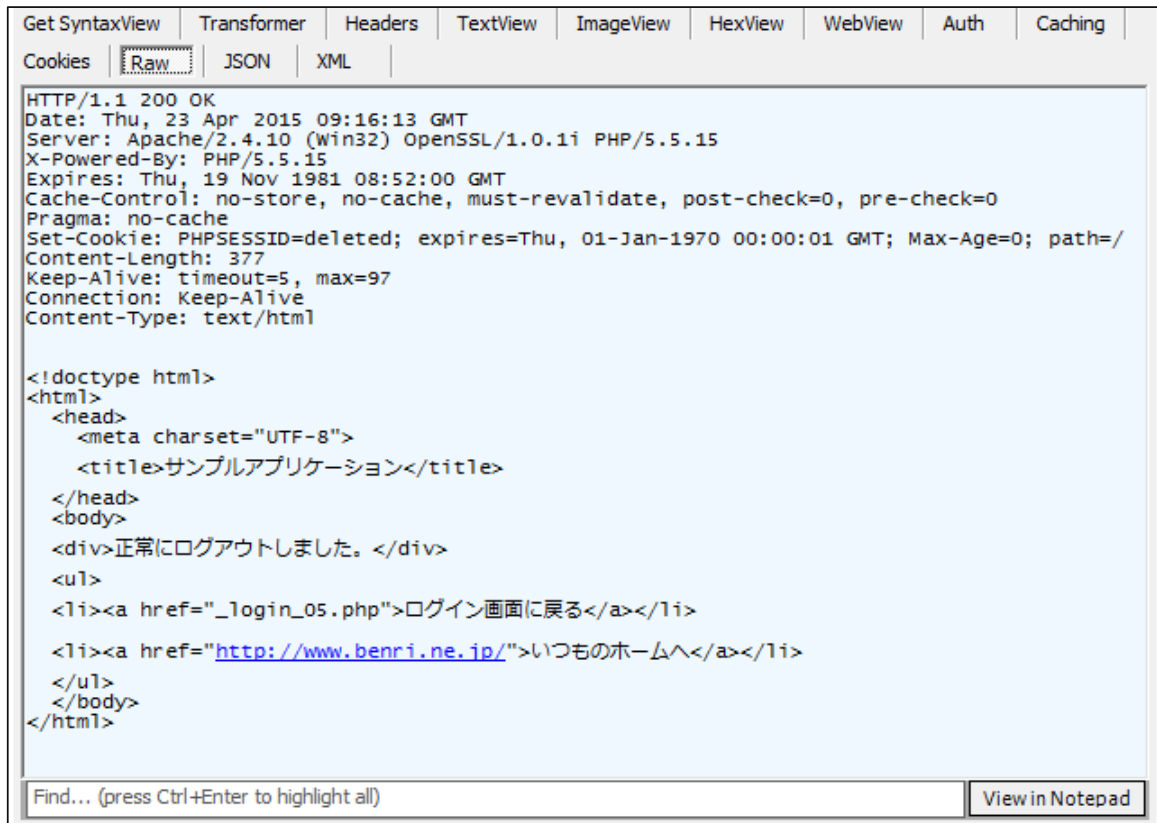 Get SyntaxView Transformer Headers TextView ImageView HexView WebView Auth Caching
Cookies Raw JSON XML
HTTP/1.1 200 OK
Date: Thu, 23 Apr 2015 09:16:13 GMT
Server: Apache/2.4.10 (Win32) OpenSSL/1.0.1i PHP/5.5.15
X-Powered-By: PHP/5.5.15
Expires: Thu, 19 Nov 1981 08:52:00 GMT
Cache-Control: no-store, no-cache, must-revalidate, post-check=0, pre-check=0
Pragma: no-cache
Set-Cookie: PHPSESSID=deleted; expires=Thu, 01-Jan-1970 00:00:01 GMT; Max-Age=0; path=/
Content-Length: 377
Keep-Alive: timeout=5, max=97
Connection: Keep-Alive
Content-Type: text/html
<!doctype html>
<html>
<head>
<meta charset="UTF-8">
<title>サンプルアプリケーション</title>
</head>
<body>
<div>正常にログアウトしました。</div>
<ul>
<li><a href="_login_05.php">ログイン画面に戻る</a></li>
<li><a href="http://www.benri.ne.jp/">いつものホームへ</a></li>
</ul>
</body>
</html>
Find... (press Ctrl+Enter to highlight all) View in Notepad